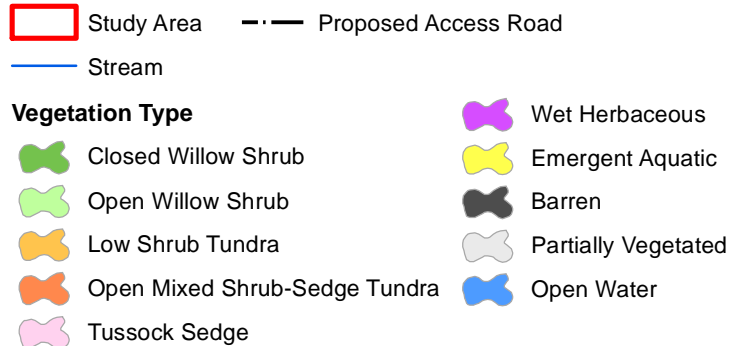 Study Area
Proposed Access Road
Stream
Vegetation Type
Closed Willow Shrub
Open Willow Shrub
Low Shrub Tundra
Open Mixed Shrub-Sedge Tundra
Tussock Sedge
Wet Herbaceous
Emergent Aquatic
Barren
Partially Vegetated
Open Water